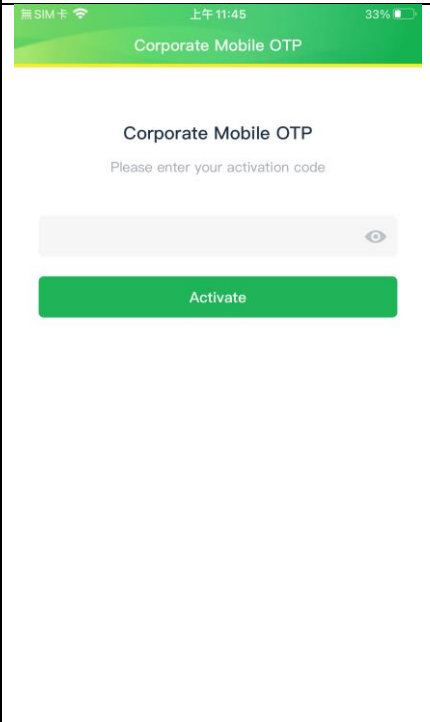 無SIM卡 上午11:45 33%
Corporate Mobile OTP
Corporate Mobile OTP
Please enter your activation code
Activate